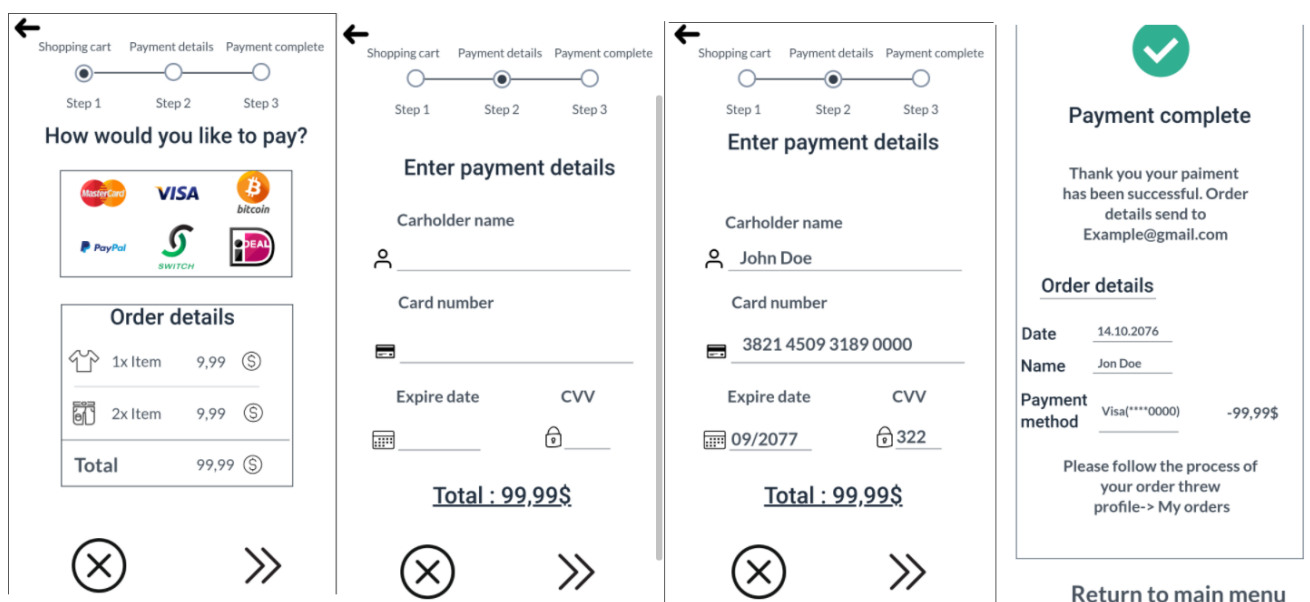 Shopping cart Payment details Payment complete
Step 1 Step 2 Step 3
How would you like to pay?
MasterCard VISA bitcoin
PayPal SWITCH iDEAL
Order details
1x Item 9,99 $
2x Item 9,99 $
Total 99,99 $
Shopping cart Payment details Payment complete
Step 1 Step 2 Step 3
Enter payment details
Carholder name
Card number
Expire date CVV
Total : 99,99$
Shopping cart Payment details Payment complete
Step 1 Step 2 Step 3
Enter payment details
Carholder name
John Doe
Card number
3821 4509 3189 0000
Expire date CVV
09/2077 322
Total : 99,99$
Payment complete
Thank you your paiment
has been successful. Order
details send to
Example@gmail.com
Order details
Date 14.10.2076
Name Jon Doe
Payment
method Visa(****0000) -99,99$
Please follow the process of
your order threw
profile-> My orders
Return to main menu